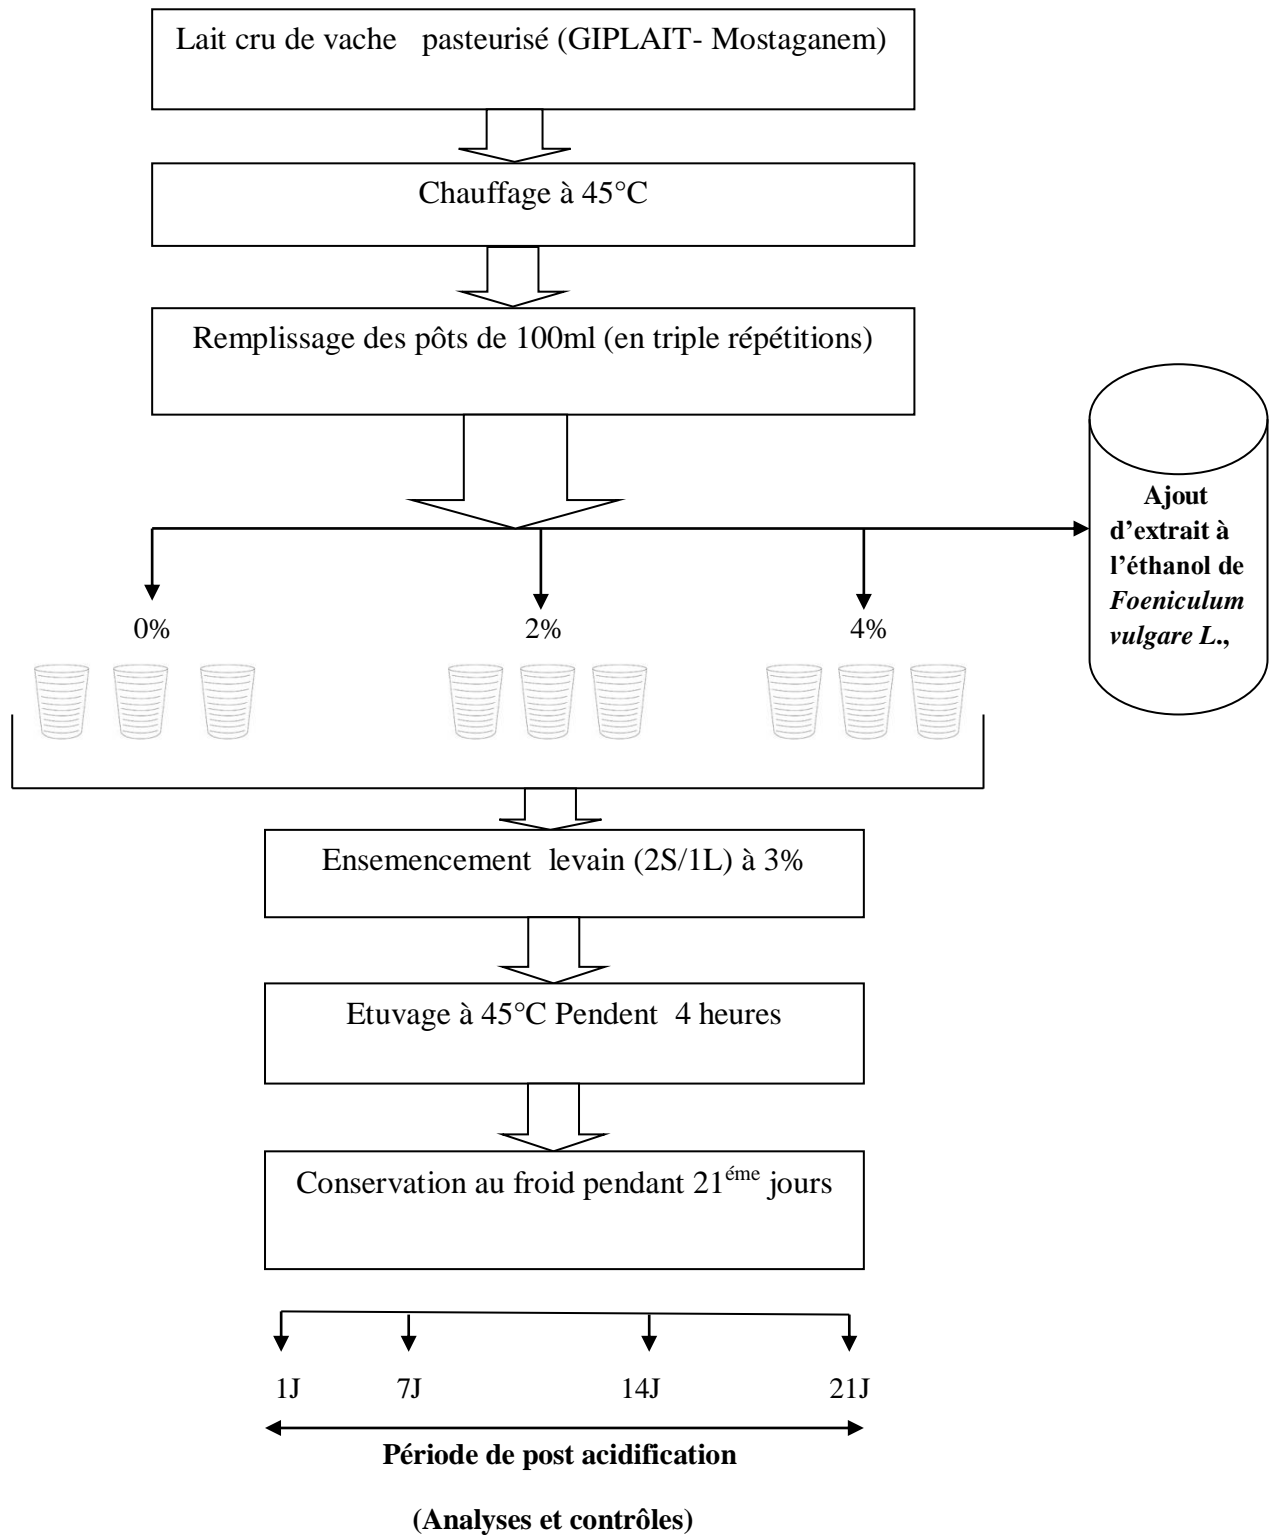 Lait cru de vache pasteurisé (GIPLAIT- Mostaganem)
Chauffage à 45°C
Remplissage des pôts de 100ml (en triple répétitions)
Ajout
d’extrait à
l’éthanol de
Foeniculum
vulgare L.,
0% 2% 4%
Ensemencement levain (2S/1L) à 3%
Etuvage à 45°C Pendent 4 heures
Conservation au froid pendant 21éme jours
1J 7J 14J 21J
Période de post acidification
(Analyses et contrôles)